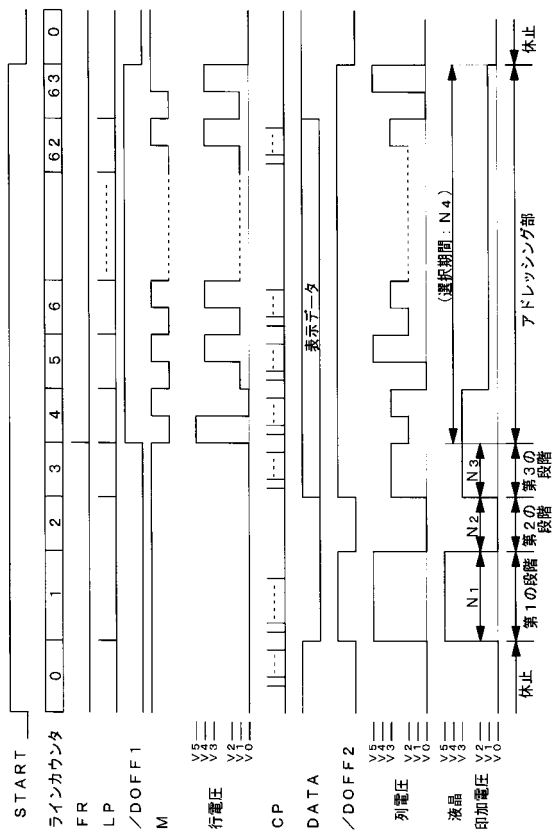 START
ラインカウンタ 0 1 2 3 4 5 6 62 63 0
FR
LP
/DOFF1
M
行電圧
V5
V4
V3
V2
V1
V0
CP
DATA 表示データ
/DOFF2
列電圧
V5
V4
V3
V2
V1
V0
液晶
印加電圧
V5
V4
V3
V2
V1
V0
N1 N2 N3 (選択期間:N4)
休止 第1の段階 第2の段階 第3の段階 アドレッシング部 休止